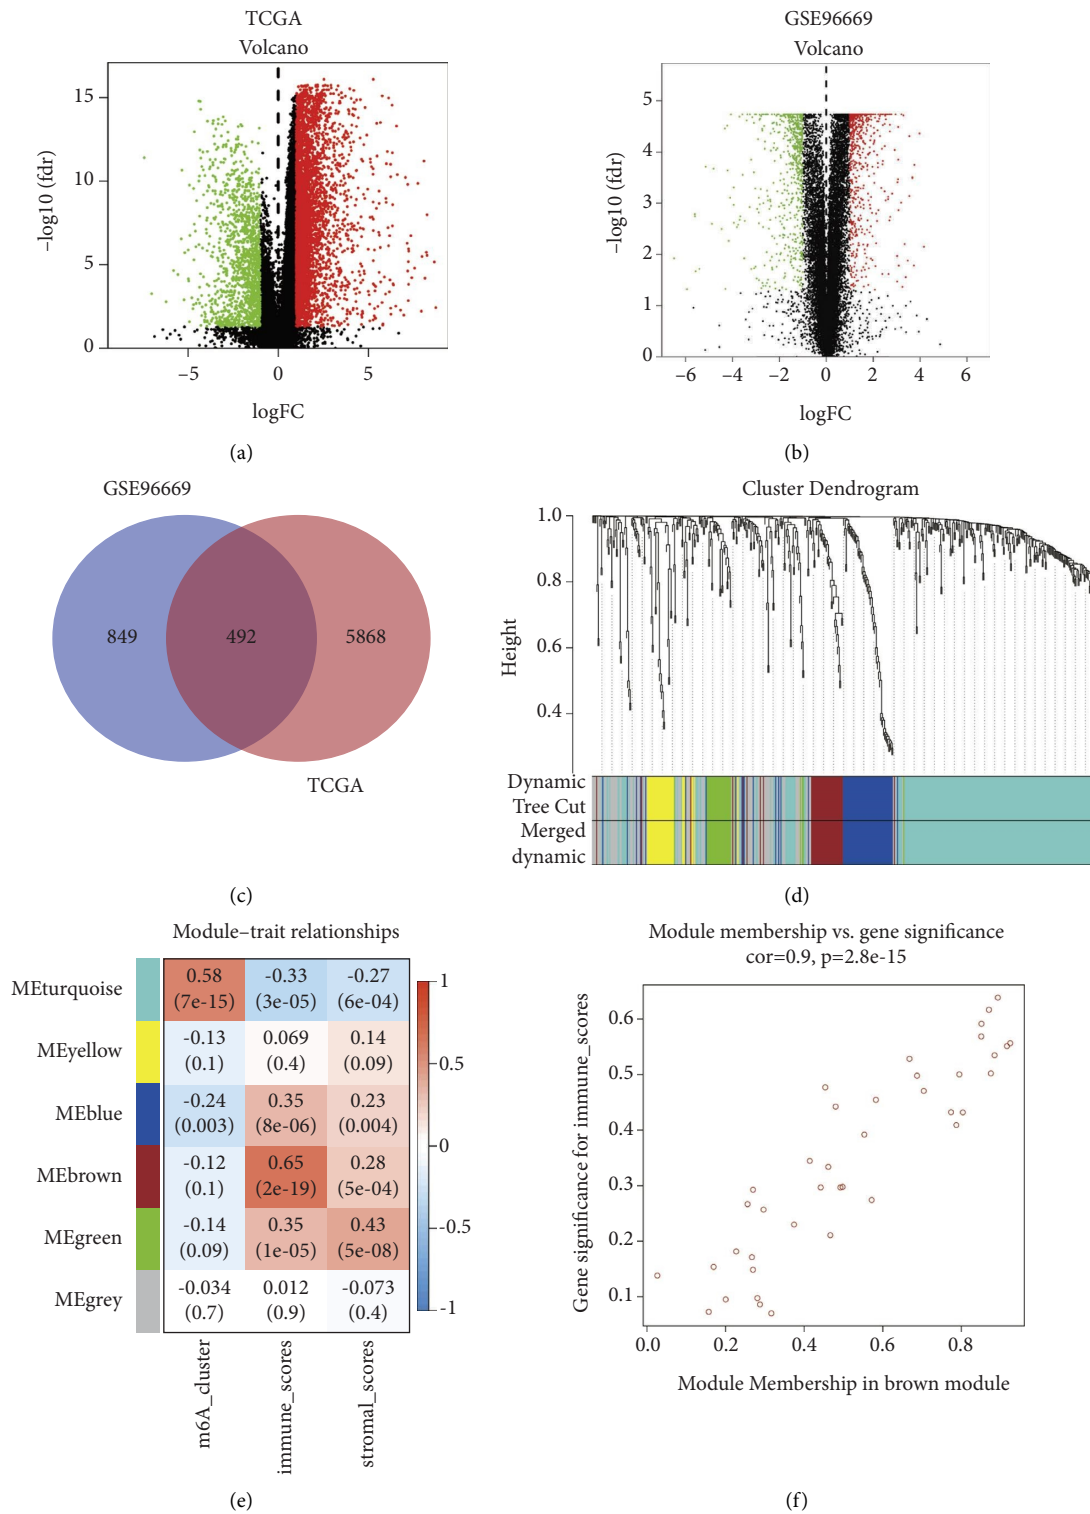 TCGA
Volcano
−log10 (fdr)
15
10
5
0
−5
0
5
logFC
(a)
GSE96669
Volcano
−log10 (fdr)
5
4
3
2
1
0
−6
−4
−2
0
2
4
6
logFC
(b)
GSE96669
849
492
5868
TCGA
(c)
Cluster Dendrogram
Height
1.0
0.8
0.6
0.4
Dynamic
Tree Cut
Merged
dynamic
(d)
Module−trait relationships
MEturquoise
0.58
(7e-15)
-0.33
(3e-05)
-0.27
(6e-04)
MEyellow
-0.13
(0.1)
0.069
(0.4)
0.14
(0.09)
MEblue
-0.24
(0.003)
0.35
(8e-06)
0.23
(0.004)
MEbrown
-0.12
(0.1)
0.65
(2e-19)
0.28
(5e-04)
MEgreen
-0.14
(0.09)
0.35
(1e-05)
0.43
(5e-08)
MEgrey
-0.034
(0.7)
0.012
(0.9)
-0.073
(0.4)
1
0.5
0
-0.5
-1
m6A_cluster
immune_scores
stromal_scores
(e)
Module membership vs. gene significance
cor=0.9, p=2.8e-15
Gene significance for immune_scores
0.6
0.5
0.4
0.3
0.2
0.1
0.0
0.2
0.4
0.6
0.8
Module Membership in brown module
(f)